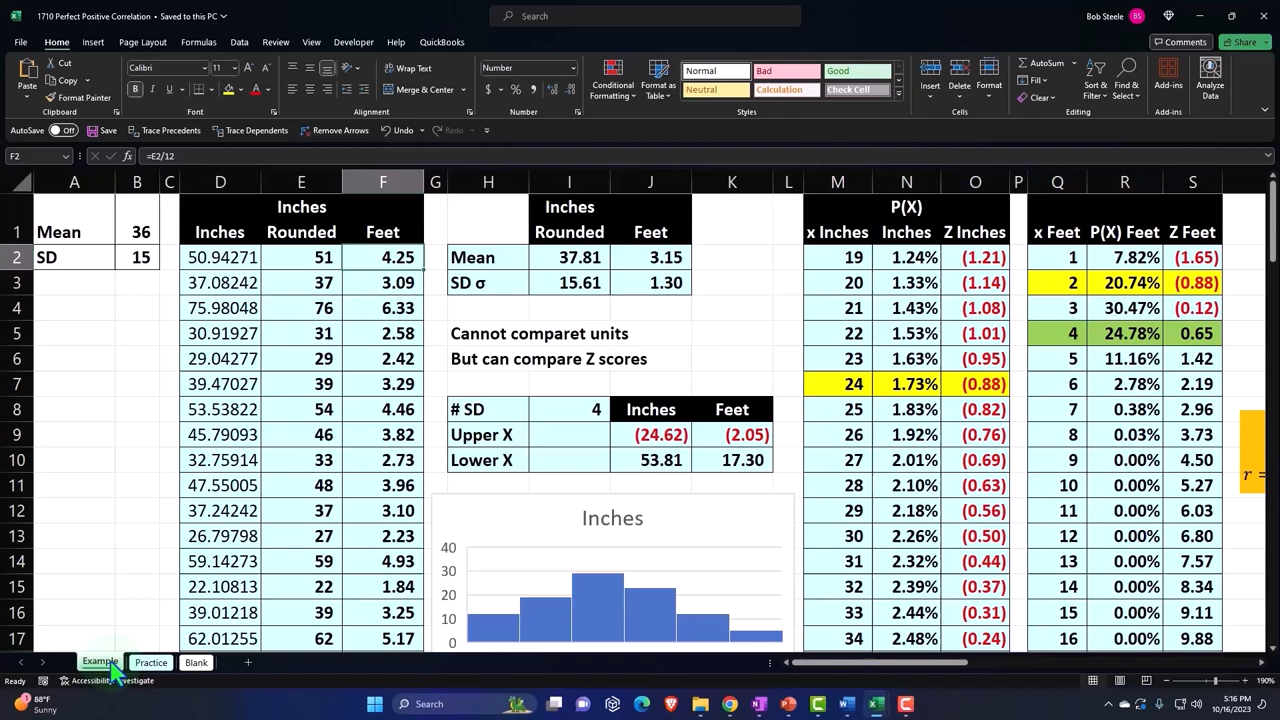 1710 Perfect Positive Correlation • Saved to this PC
Search
Bob Steele BS
File Home Insert Page Layout Formulas Data Review View Developer Help QuickBooks Comments Share
Paste Cut Copy Format Painter Clipboard
Calibri 11 B I U A Font
Wrap Text Merge & Center Alignment
Number $ % Number
Conditional Formatting Format as Table Normal Bad Good Neutral Calculation Check Cell Styles
Insert Delete Format Cells
AutoSum Fill Clear Sort & Filter Find & Select Editing
Add-ins Add-ins Analyze Data
AutoSave Off Save Trace Precedents Trace Dependents Remove Arrows Undo Redo
F2 fx =E2/12
A B C D E F G H I J K L M N O P Q R S
Inches Inches P(X)
1 Mean 36 Inches Rounded Feet Rounded Feet x Inches Inches Z Inches x Feet P(X) Feet Z Feet
2 SD 15 50.94271 51 4.25 Mean 37.81 3.15 19 1.24% (1.21) 1 7.82% (1.65)
3 37.08242 37 3.09 SD σ 15.61 1.30 20 1.33% (1.14) 2 20.74% (0.88)
4 75.98028 76 6.33 21 1.43% (1.08) 3 30.47% (0.12)
5 30.91927 31 2.58 Cannot comparet units 22 1.53% (1.01) 4 24.78% 0.65
6 29.04277 29 2.42 But can compare Z scores 23 1.63% (0.95) 5 11.16% 1.42
7 39.47027 39 3.29 24 1.73% (0.88) 6 2.78% 2.19
8 53.53822 54 4.46 # SD 4 Inches Feet 25 1.83% (0.82) 7 0.38% 2.96
9 45.79093 46 3.82 Upper X (24.62) (2.05) 26 1.92% (0.76) 8 0.03% 3.73
10 32.75914 33 2.73 Lower X 53.81 17.30 27 2.01% (0.69) 9 0.00% 4.50
11 47.55005 48 3.96 28 2.10% (0.63) 10 0.00% 5.27 r =
12 37.24242 37 3.10 Inches 29 2.18% (0.56) 11 0.00% 6.03
13 26.79798 27 2.23 40 30 2.26% (0.50) 12 0.00% 6.80
14 59.14273 59 4.93 30 31 2.32% (0.44) 13 0.00% 7.57
15 22.10813 22 1.84 20 32 2.39% (0.37) 14 0.00% 8.34
16 39.01218 39 3.25 10 33 2.44% (0.31) 15 0.00% 9.11
17 62.01255 62 5.17 0 34 2.48% (0.24) 16 0.00% 9.88
Example Practice Blank
Ready Accessibility: Investigate 190%
88°F
Sunny
Search
5:16 PM
10/16/2023